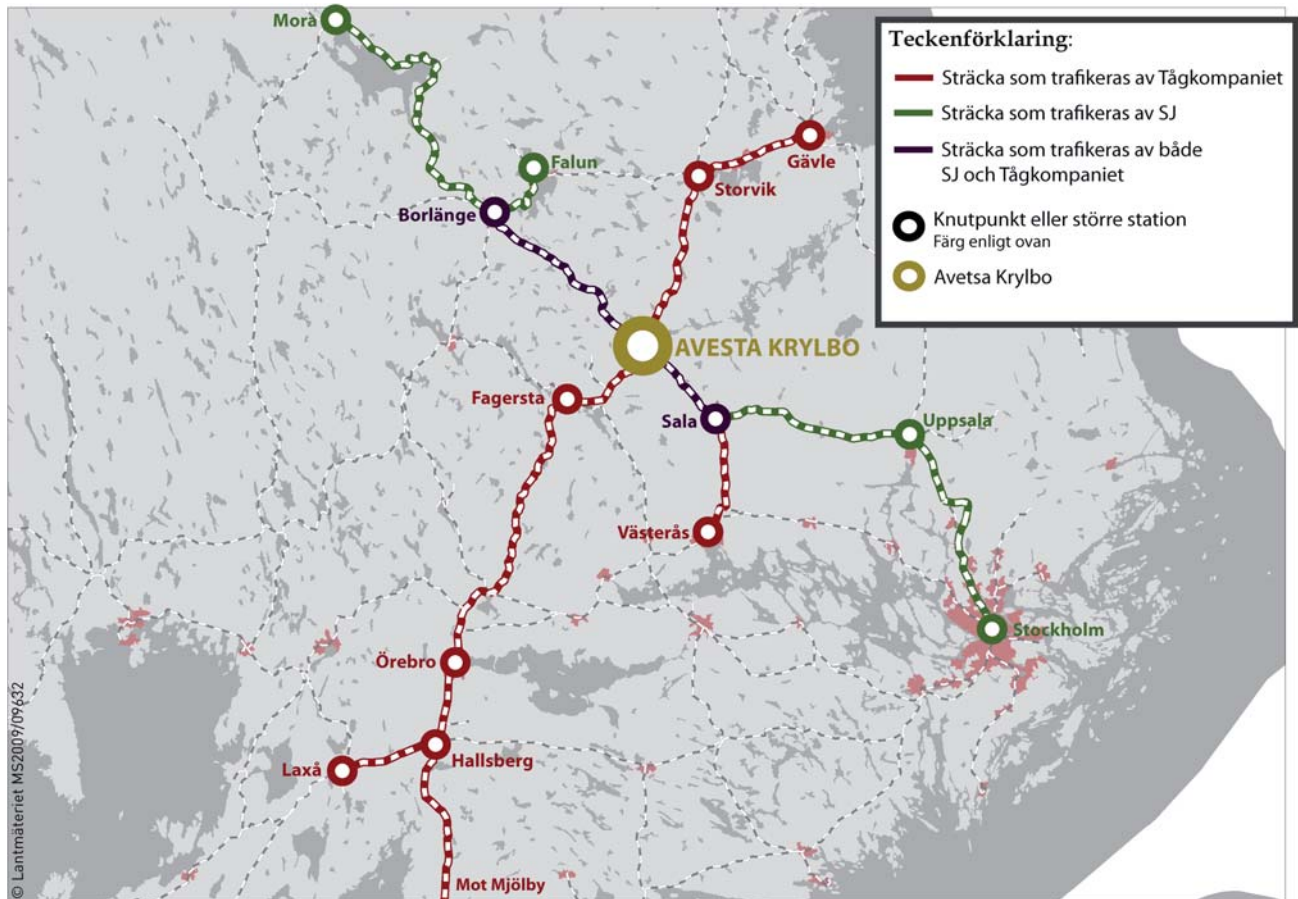 Mora
Teckenförklaring:
Sträcka som trafikeras av Tågkompaniet
Sträcka som trafikeras av SJ
Sträcka som trafikeras av både
SJ och Tågkompaniet
Knutpunkt eller större station
Färg enligt ovan
Avetsa Krylbo
Gävle
Falun
Storvik
Borlänge
AVESTA KRYLBO
Fagersta
Sala
Uppsala
Västerås
Stockholm
Örebro
Hallsberg
Laxå
Mot Mjölby
© Lantmäteriet MS2009/09632